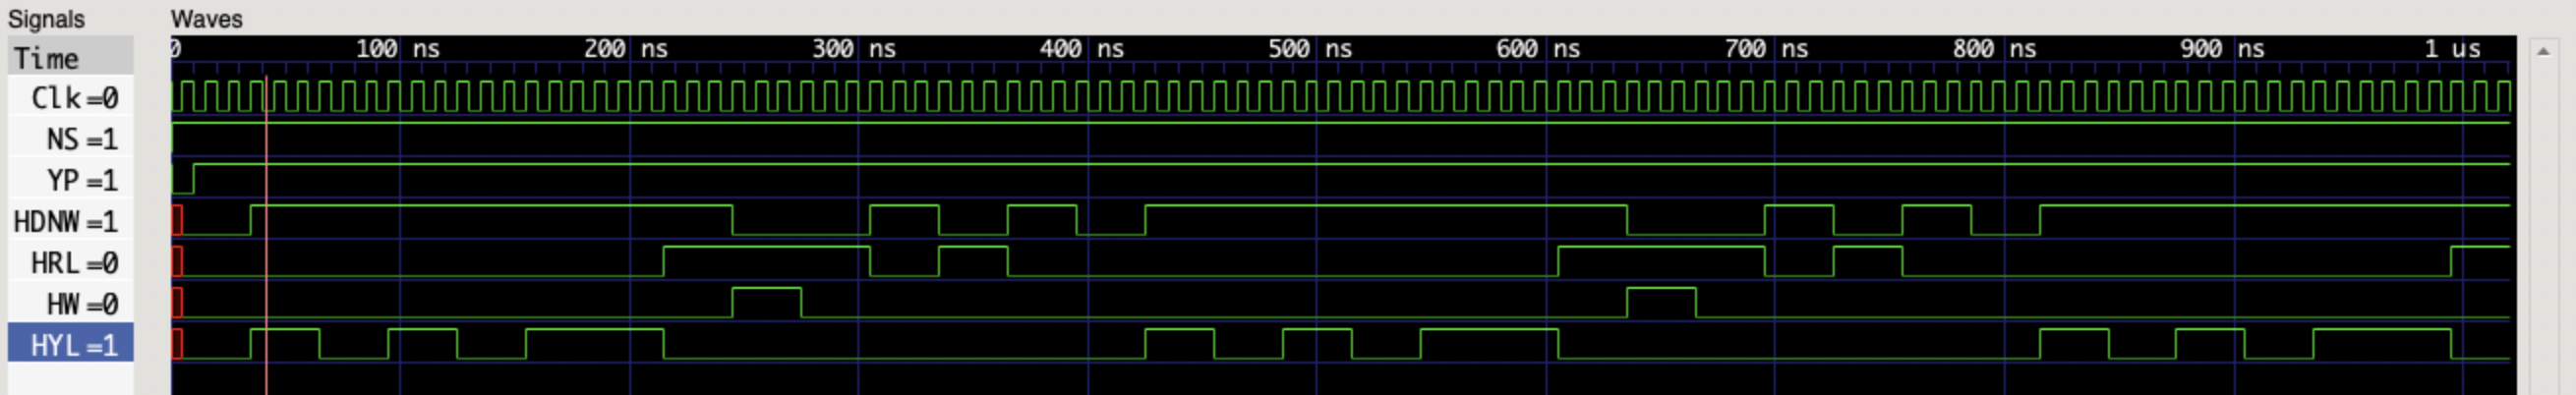 Signals Waves
Time 0 100 ns 200 ns 300 ns 400 ns 500 ns 600 ns 700 ns 800 ns 900 ns 1 us
Clk=0
NS=1
YP=1
HDNW=1
HRL=0
HW=0
HYL=1